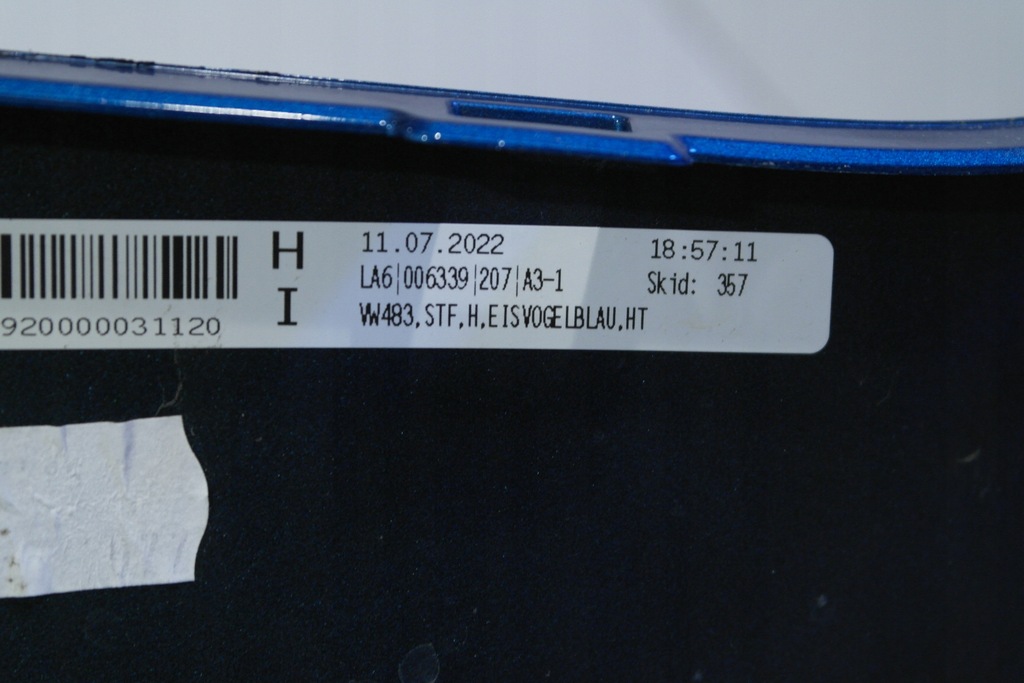 H 11.07.2022 18:57:11
LA6|006339|207|A3-1 Skid: 357
I VW483,STF,H,EISVOGELBLAU,HT
920000031120